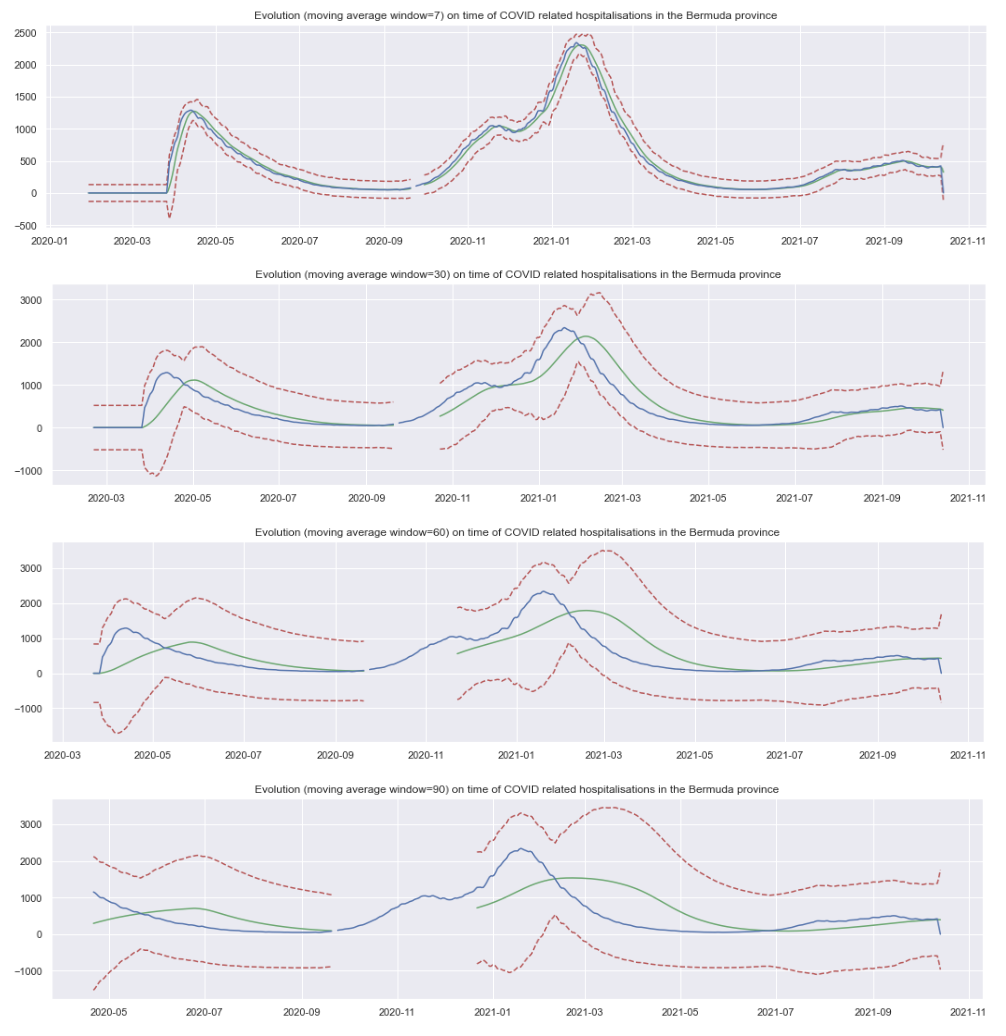 Evolution (moving average window=7) on time of COVID related hospitalisations in the Bermuda province
2500
2000
1500
1000
500
0
−500
2020-01 2020-03 2020-05 2020-07 2020-09 2020-11 2021-01 2021-03 2021-05 2021-07 2021-09 2021-11
Evolution (moving average window=30) on time of COVID related hospitalisations in the Bermuda province
3000
2000
1000
0
−1000
2020-03 2020-05 2020-07 2020-09 2020-11 2021-01 2021-03 2021-05 2021-07 2021-09 2021-11
Evolution (moving average window=60) on time of COVID related hospitalisations in the Bermuda province
3000
2000
1000
0
−1000
2020-03 2020-05 2020-07 2020-09 2020-11 2021-01 2021-03 2021-05 2021-07 2021-09 2021-11
Evolution (moving average window=90) on time of COVID related hospitalisations in the Bermuda province
3000
2000
1000
0
−1000
2020-05 2020-07 2020-09 2020-11 2021-01 2021-03 2021-05 2021-07 2021-09 2021-11